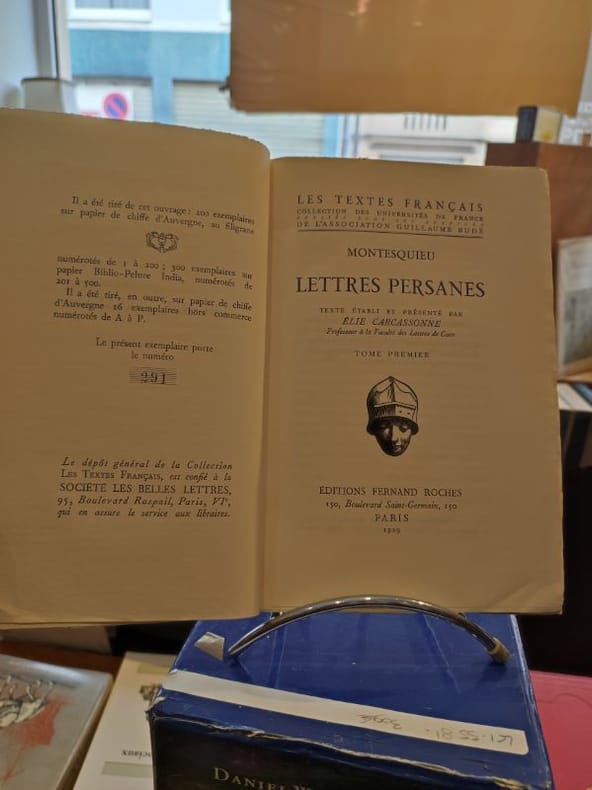 Il a été tiré de cet ouvrage : 200 exemplaires
sur papier de chiffe d'Auvergne, au filigrane
numérotés de 1 à 200 ; 300 exemplaires sur
papier Biblio-Pelure India, numérotés de
201 à 500.
Il a été tiré, en outre, sur papier de chiffe
d'Auvergne 16 exemplaires hors commerce
numérotés de A à P.
Le présent exemplaire porte
le numéro
291
Le dépôt général de la Collection
LES TEXTES FRANÇAIS, est confié à la
SOCIÉTÉ LES BELLES LETTRES,
95, Boulevard Raspail, Paris, VIe,
qui en assure le service aux libraires.
LES TEXTES FRANÇAIS
COLLECTION DES UNIVERSITÉS DE FRANCE
DE L'ASSOCIATION GUILLAUME BUDÉ
MONTESQUIEU
LETTRES PERSANES
TEXTE ÉTABLI ET PRÉSENTÉ PAR
ÉLIE CARCASSONNE
Professeur à la Faculté des Lettres de Caen
TOME PREMIER
ÉDITIONS FERNAND ROCHES
150, Boulevard Saint-Germain, 150
PARIS
1929
DANIEL